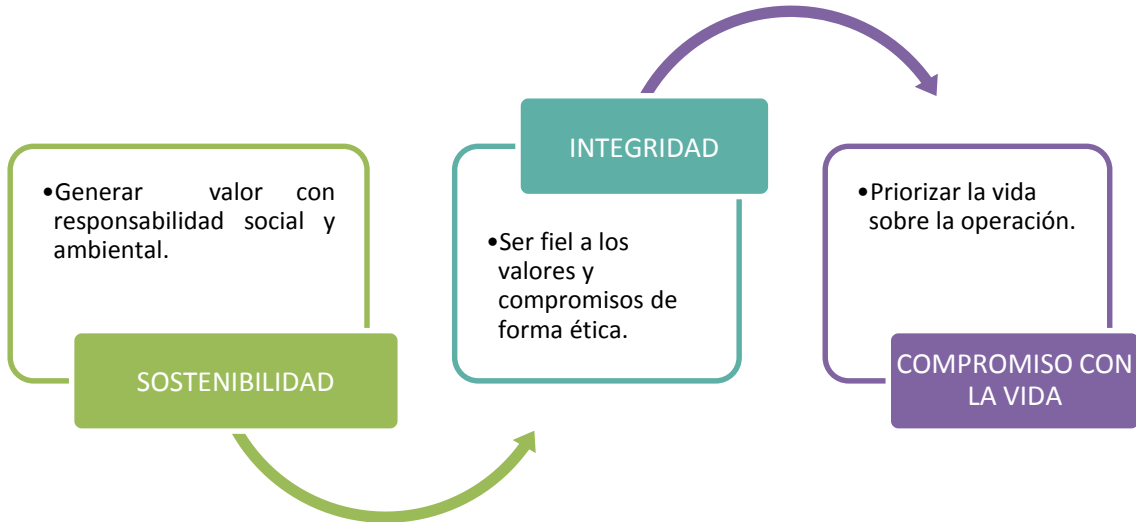 •Generar valor con
responsabilidad social y
ambiental.
SOSTENIBILIDAD
INTEGRIDAD
•Ser fiel a los
valores y
compromisos de
forma ética.
•Priorizar la vida
sobre la operación.
COMPROMISO CON
LA VIDA